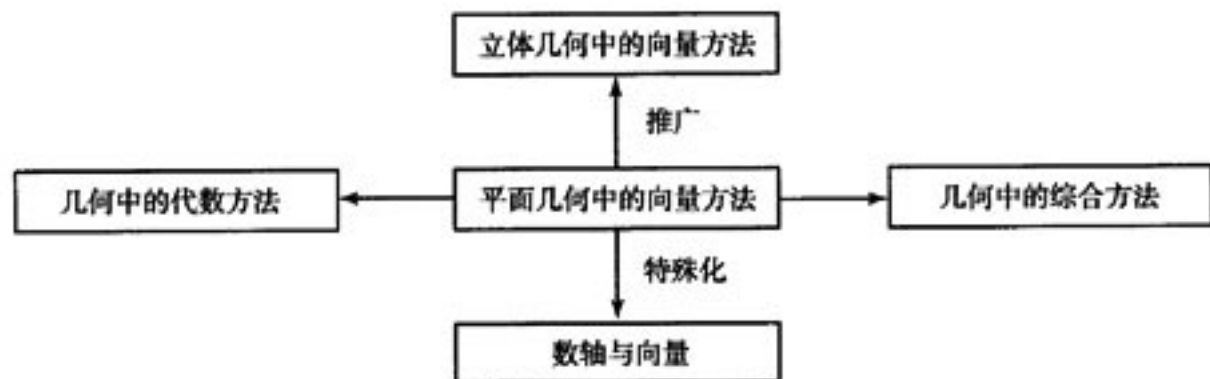 立体几何中的向量方法
推广
几何中的代数方法
平面几何中的向量方法
几何中的综合方法
特殊化
数轴与向量